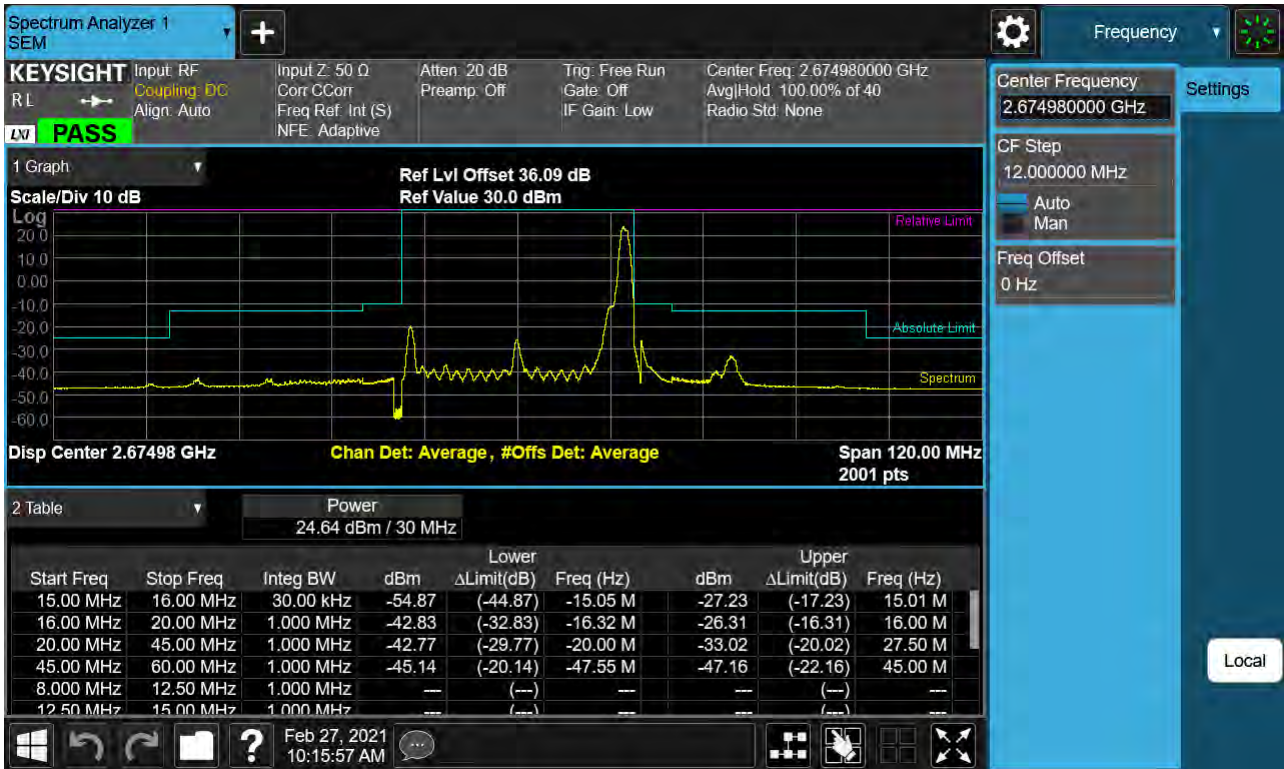 Spectrum Analyzer 1
SEM
+
Frequency
KEYSIGHT
RL
LXI PASS
Input: RF
Coupling: DC
Align: Auto
Input Z: 50 Ω
Corr CCorr
Freq Ref: Int (S)
NFE: Adaptive
Atten: 20 dB
Preamp: Off
Trig: Free Run
Gate: Off
IF Gain: Low
Center Freq: 2.674980000 GHz
Avg|Hold: 100.00% of 40
Radio Std: None
Center Frequency
2.674980000 GHz
Settings
CF Step
12.000000 MHz
Auto
Man
Freq Offset
0 Hz
1 Graph
Scale/Div 10 dB
Ref Lvl Offset 36.09 dB
Ref Value 30.0 dBm
Log
20.0
10.0
0.00
-10.0
-20.0
-30.0
-40.0
-50.0
-60.0
Relative Limit
Absolute Limit
Spectrum
Disp Center 2.67498 GHz
Chan Det: Average, #Offs Det: Average
Span 120.00 MHz
2001 pts
2 Table
Power
24.64 dBm / 30 MHz
Lower Upper
Start Freq Stop Freq Integ BW dBm ∆Limit(dB) Freq (Hz) dBm ∆Limit(dB) Freq (Hz)
15.00 MHz 16.00 MHz 30.00 kHz -54.87 (-44.87) -15.05 M -27.23 (-17.23) 15.01 M
16.00 MHz 20.00 MHz 1.000 MHz -42.83 (-32.83) -16.32 M -26.31 (-16.31) 16.00 M
20.00 MHz 45.00 MHz 1.000 MHz -42.77 (-29.77) -20.00 M -33.02 (-20.02) 27.50 M
45.00 MHz 60.00 MHz 1.000 MHz -45.14 (-20.14) -47.55 M -47.16 (-22.16) 45.00 M
8.000 MHz 12.50 MHz 1.000 MHz --- (---) --- --- (---) ---
12.50 MHz 15.00 MHz 1.000 MHz --- (---) --- --- (---) ---
Local
?
Feb 27, 2021
10:15:57 AM